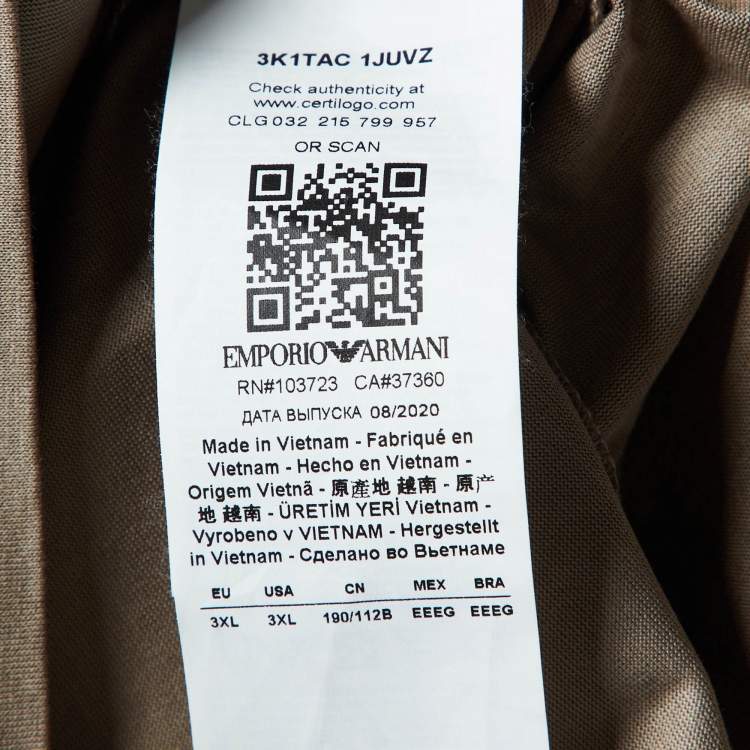 3K1TAC 1JUVZ
Check authenticity at
www.certilogo.com
CLG 032 215 799 957
OR SCAN
EMPORIO ARMANI
RN#103723 CA#37360
ДАТА ВЫПУСКА 08/2020
Made in Vietnam - Fabriqué en
Vietnam - Hecho en Vietnam -
Origem Vietnã - 原產地 越南 - 原产
地 越南 - ÜRETİM YERİ Vietnam -
Vyrobeno v VIETNAM - Hergestellt
in Vietnam - Сделано во Вьетнаме
EU USA CN MEX BRA
3XL 3XL 190/112B EEEG EEEG